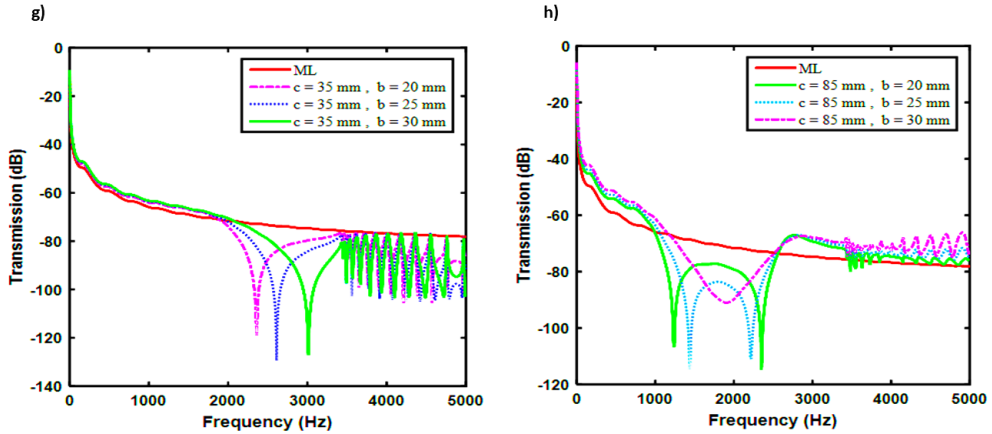 g)
0
-20
-40
-60
-80
-100
-120
-140
Transmission (dB)
ML
c = 35 mm , b = 20 mm
c = 35 mm , b = 25 mm
c = 35 mm , b = 30 mm
0 1000 2000 3000 4000 5000
Frequency (Hz)
h)
0
-20
-40
-60
-80
-100
-120
Transmission (dB)
ML
c = 85 mm , b = 20 mm
c = 85 mm , b = 25 mm
c = 85 mm , b = 30 mm
0 1000 2000 3000 4000 5000
Frequency (Hz)